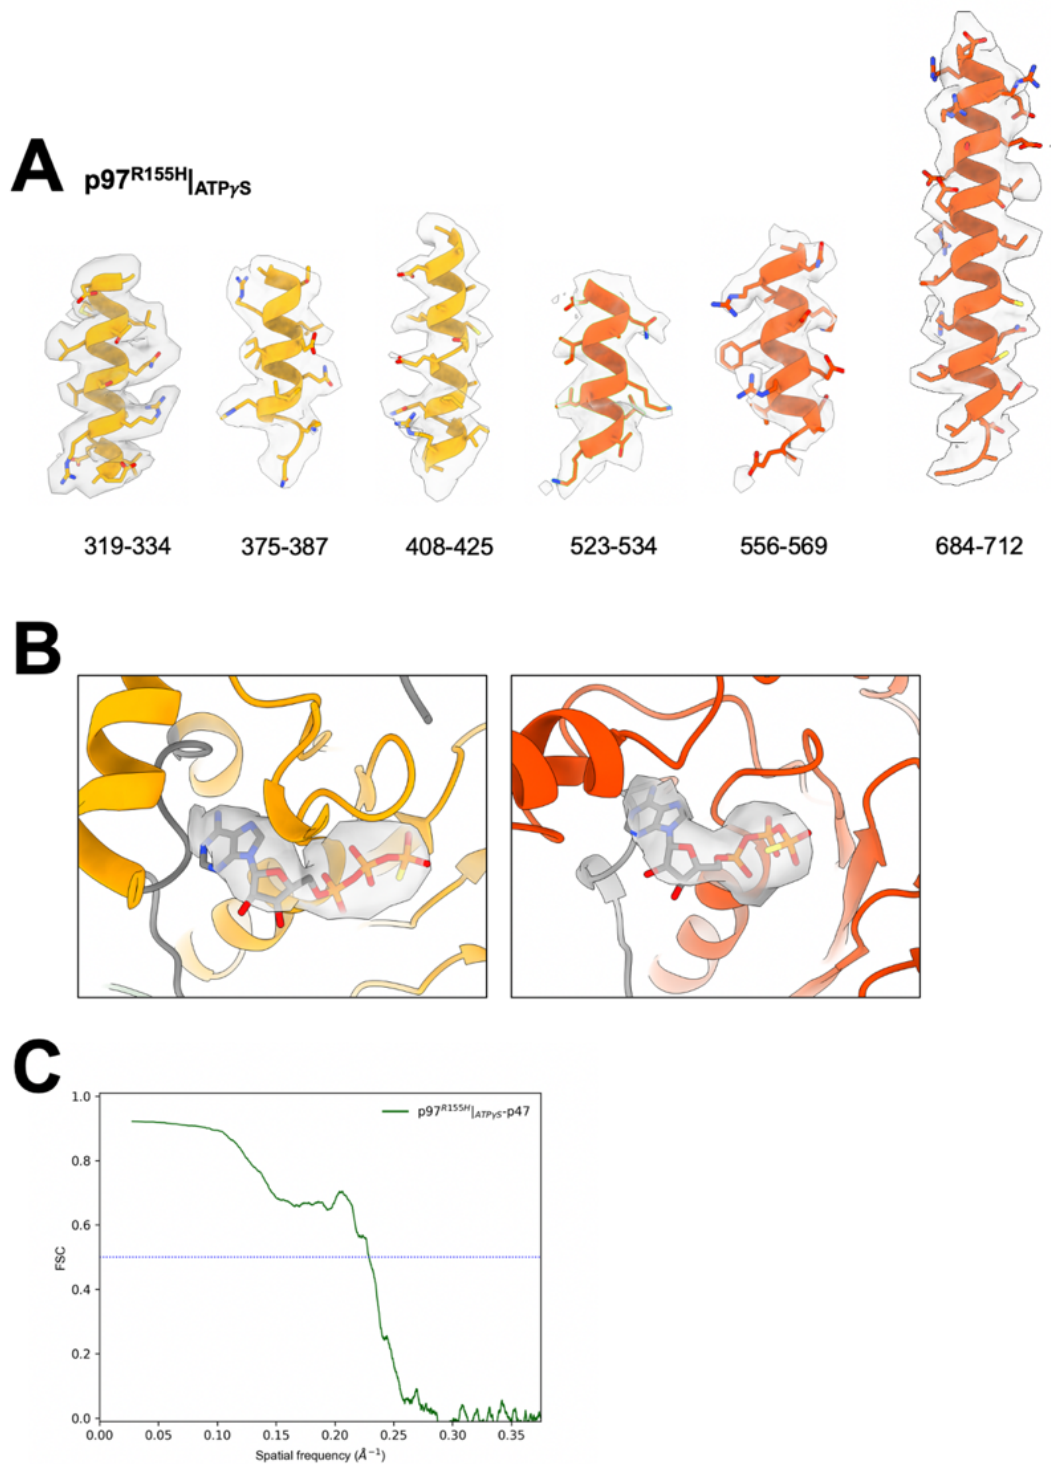 A p97R155H|ATPγS
319-334 375-387 408-425 523-534 556-569 684-712
B
C
1.0
p97R155H|ATPγS-p47
0.8
0.6
FSC
0.4
0.2
0.0
0.00 0.05 0.10 0.15 0.20 0.25 0.30 0.35
Spatial frequency (Å−1)